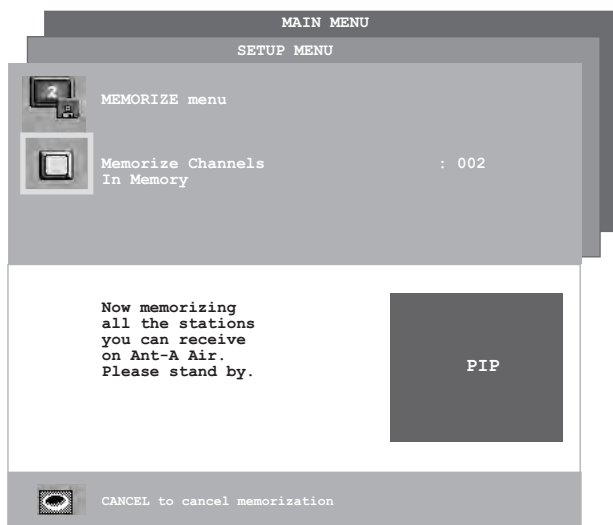 MAIN MENU
SETUP MENU
2
MEMORIZE menu
Memorize Channels : 002
In Memory
Now memorizing
all the stations
you can receive
on Ant-A Air.
Please stand by.
PIP
CANCEL to cancel memorization